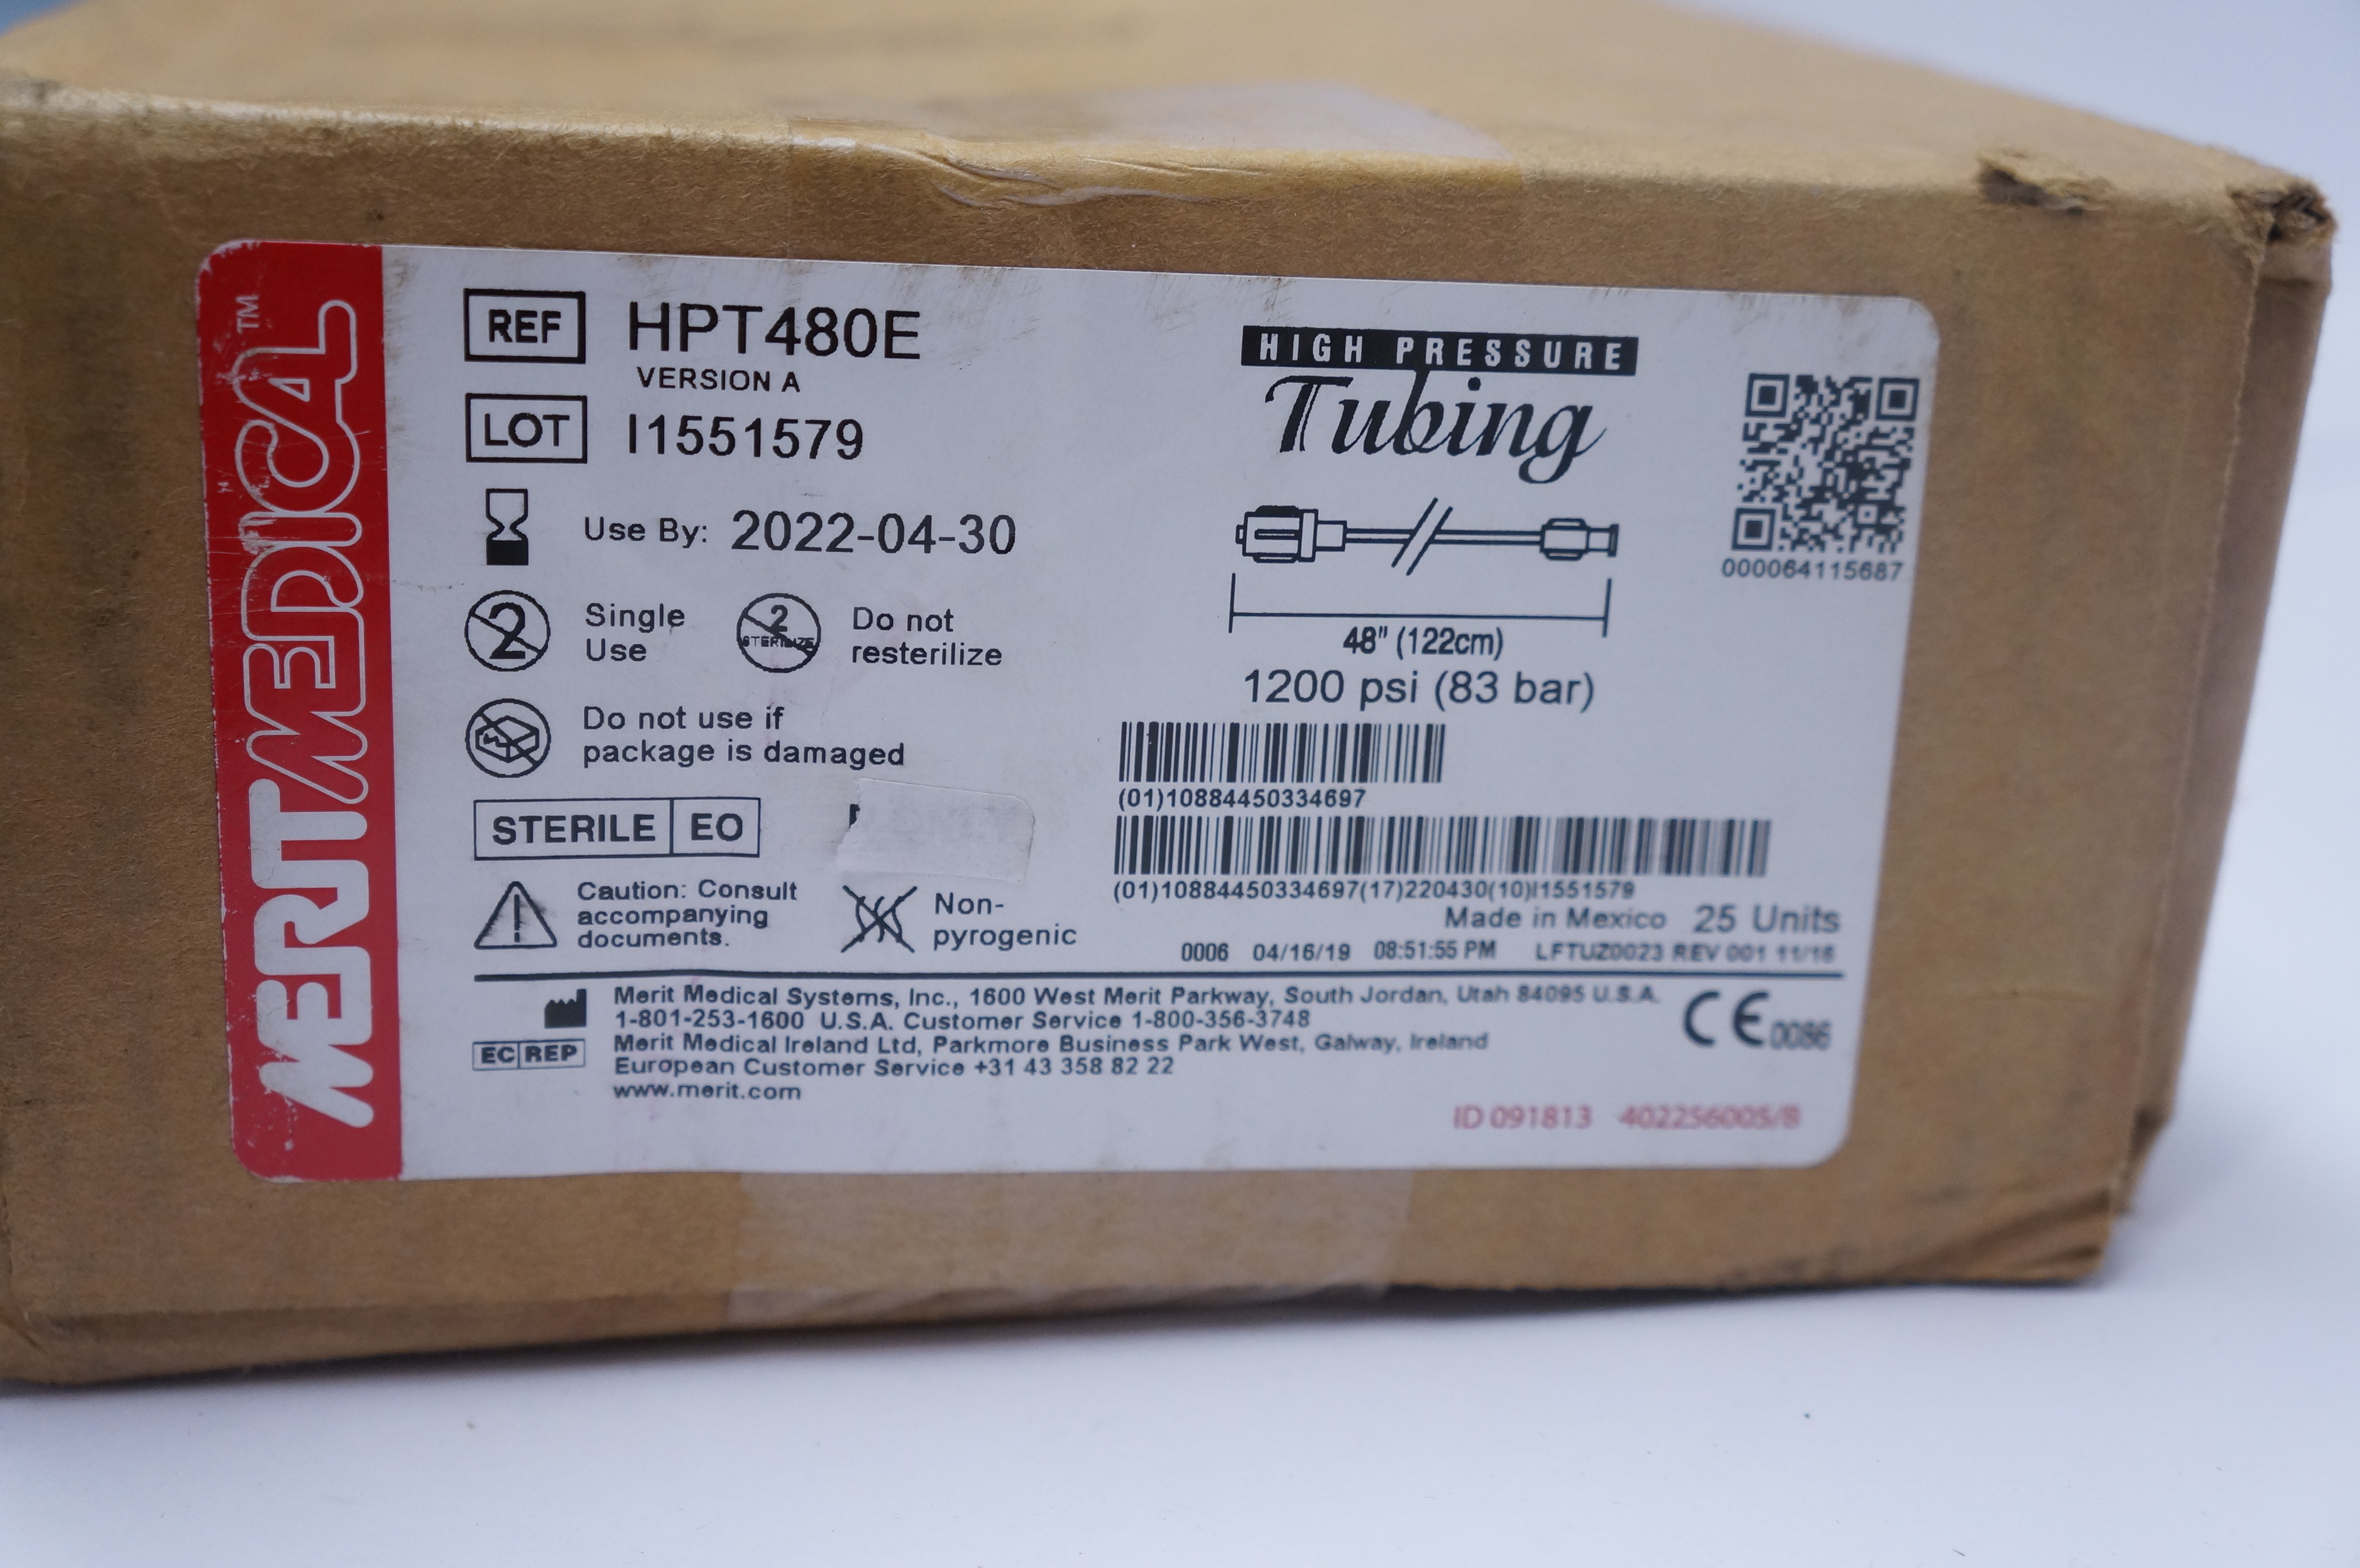 MERITMEDICAL™
REF HPT480E
VERSION A
LOT I1551579
Use By: 2022-04-30
2 Single
Use
2
STERILIZE
Do not
resterilize
Do not use if
package is damaged
STERILE EO
Caution: Consult
accompanying
documents.
Non-
pyrogenic
HIGH PRESSURE
Tubing
000064115687
48" (122cm)
1200 psi (83 bar)
(01)10884450334697
(01)10884450334697(17)220430(10)I1551579
Made in Mexico 25 Units
0006 04/16/19 08:51:55 PM LFTUZ0023 REV 001 11/16
Merit Medical Systems, Inc., 1600 West Merit Parkway, South Jordan, Utah 84095 U.S.A.
1-801-253-1600 U.S.A. Customer Service 1-800-356-3748
EC REP Merit Medical Ireland Ltd, Parkmore Business Park West, Galway, Ireland
European Customer Service +31 43 358 82 22
www.merit.com
CE 0086
ID 091813 402256005/B